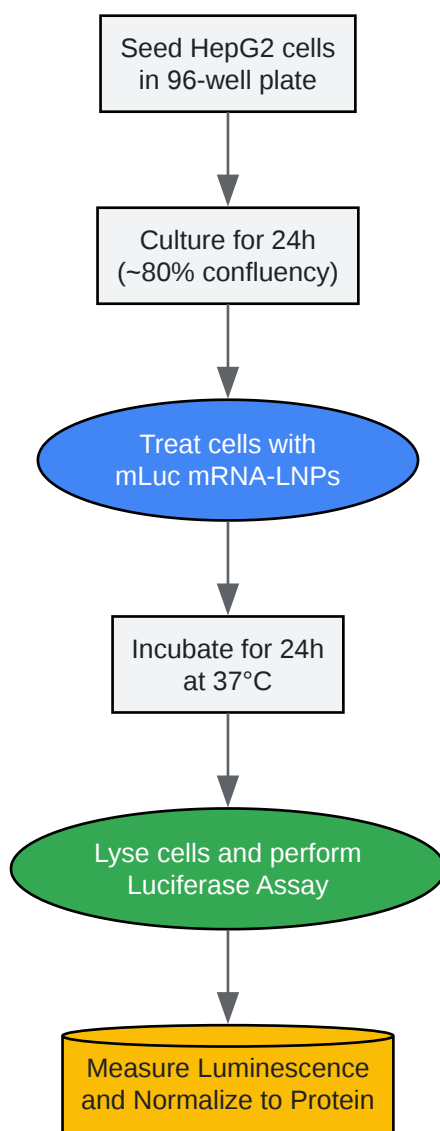 Seed HepG2 cells
in 96-well plate
Culture for 24h
(~80% confluency)
Treat cells with
mLuc mRNA-LNPs
Incubate for 24h
at 37°C
Lyse cells and perform
Luciferase Assay
Measure Luminescence
and Normalize to Protein